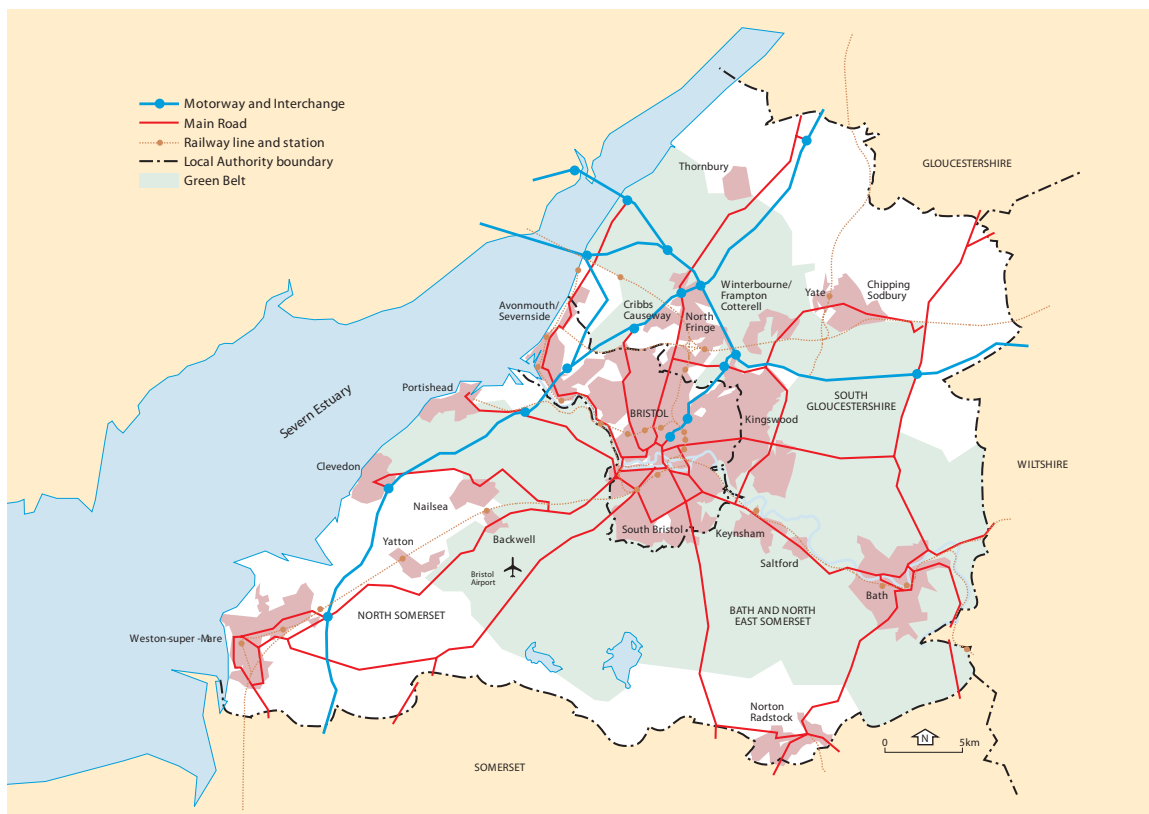 Motorway and Interchange
Main Road
Railway line and station
Local Authority boundary
Green Belt
Thornbury
GLOUCESTERSHIRE
Winterbourne/
Frampton
Cotterell
Yate
Chipping
Sodbury
Avonmouth/
Severnside
Cribbs
Causeway
North
Fringe
Portishead
Severn Estuary
BRISTOL
Kingswood
SOUTH
GLOUCESTERSHIRE
Clevedon
WILTSHIRE
Nailsea
South Bristol
Keynsham
Backwell
Yatton
Saltford
Bristol
Airport
Bath
NORTH SOMERSET
BATH AND NORTH
EAST SOMERSET
Weston-super -Mare
Norton
Radstock
N
0 5km
SOMERSET